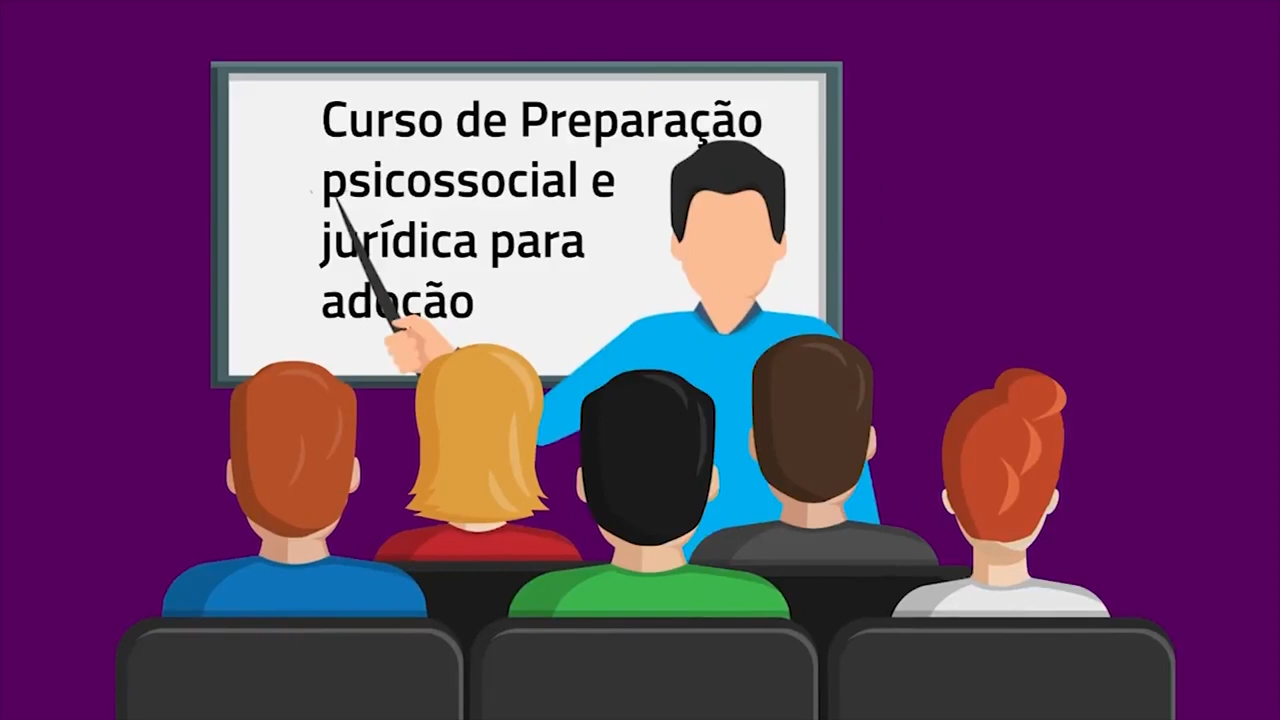 Curso de Preparação
psicossocial e
jurídica para
adoção